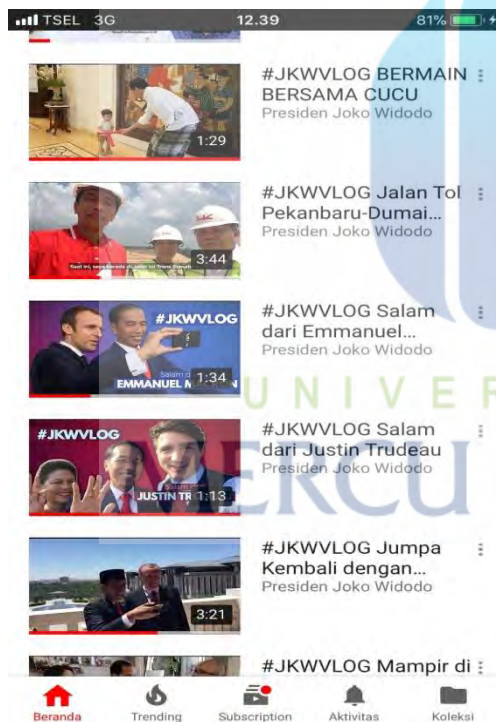 TSEL 3G 12.39 81%
#JKWVLOG BERMAIN
BERSAMA CUCU
Presiden Joko Widodo
1:29
#JKWVLOG Jalan Tol
Pekanbaru-Dumai...
Presiden Joko Widodo
3:44
#JKWVLOG
EMMANUEL M
1:34
#JKWVLOG Salam
dari Emmanuel...
Presiden Joko Widodo
#JKWVLOG
JUSTIN TR
1:13
#JKWVLOG Salam
dari Justin Trudeau
Presiden Joko Widodo
#JKWVLOG Jumpa
Kembali dengan...
Presiden Joko Widodo
3:21
#JKWVLOG Mampir di
Beranda Trending Subscription Aktivitas Koleksi
UNIVER
MERCU